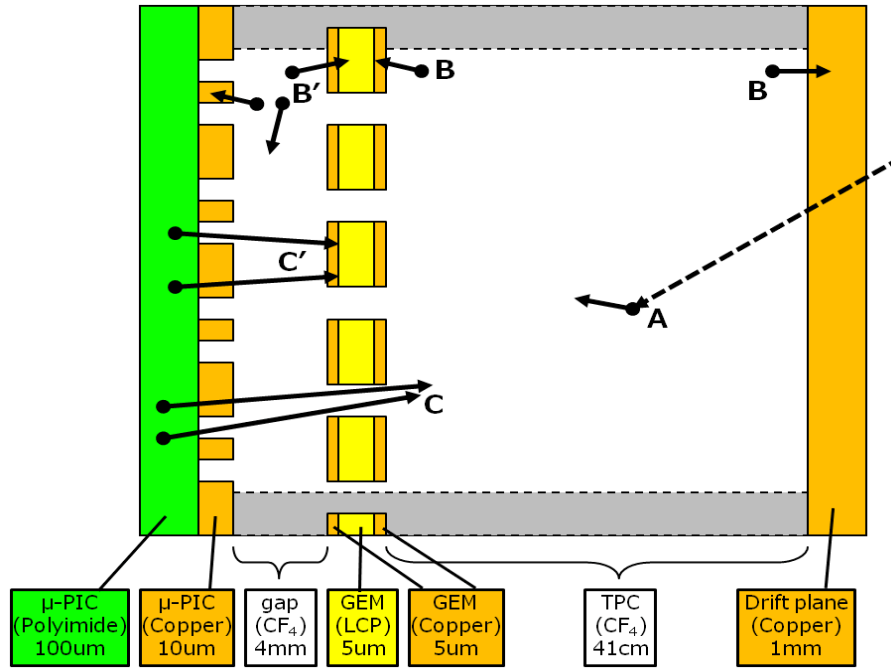 B
B′
B
C′
A
C
μ-PIC
(Polyimide)
100um
μ-PIC
(Copper)
10um
gap
(CF₄)
4mm
GEM
(LCP)
5um
GEM
(Copper)
5um
TPC
(CF₄)
41cm
Drift plane
(Copper)
1mm